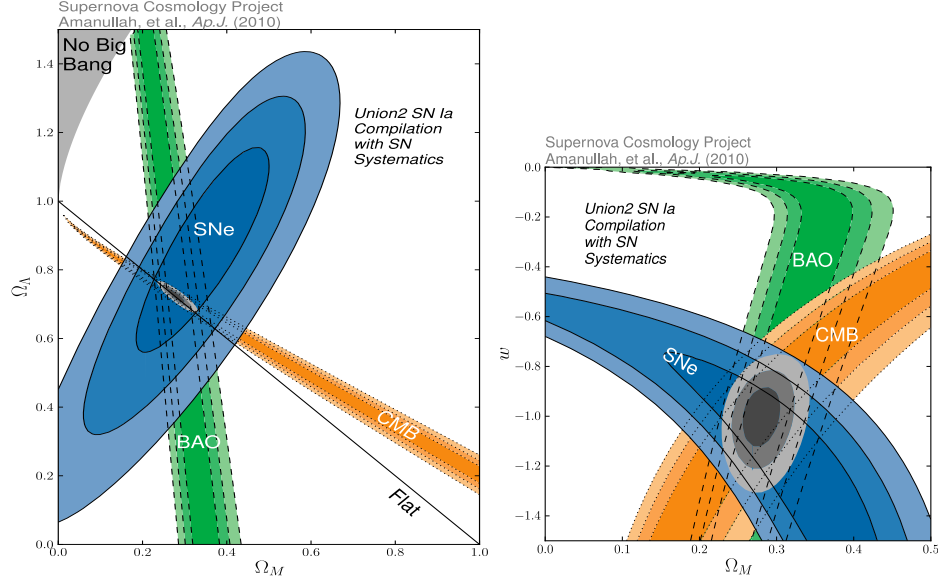 Supernova Cosmology Project
Amanullah, et al., Ap.J. (2010)
No Big
Bang
Union2 SN Ia
Compilation
with SN
Systematics
SNe
BAO
CMB
Flat
1.4
1.2
1.0
0.8
0.6
0.4
0.2
0.0
Ω_Λ
0.0 0.2 0.4 0.6 0.8 1.0
Ω_M
Supernova Cosmology Project
Amanullah, et al., Ap.J. (2010)
Union2 SN Ia
Compilation
with SN
Systematics
BAO
CMB
SNe
0.0
−0.2
−0.4
−0.6
−0.8
−1.0
−1.2
−1.4
w
0.0 0.1 0.2 0.3 0.4 0.5
Ω_M